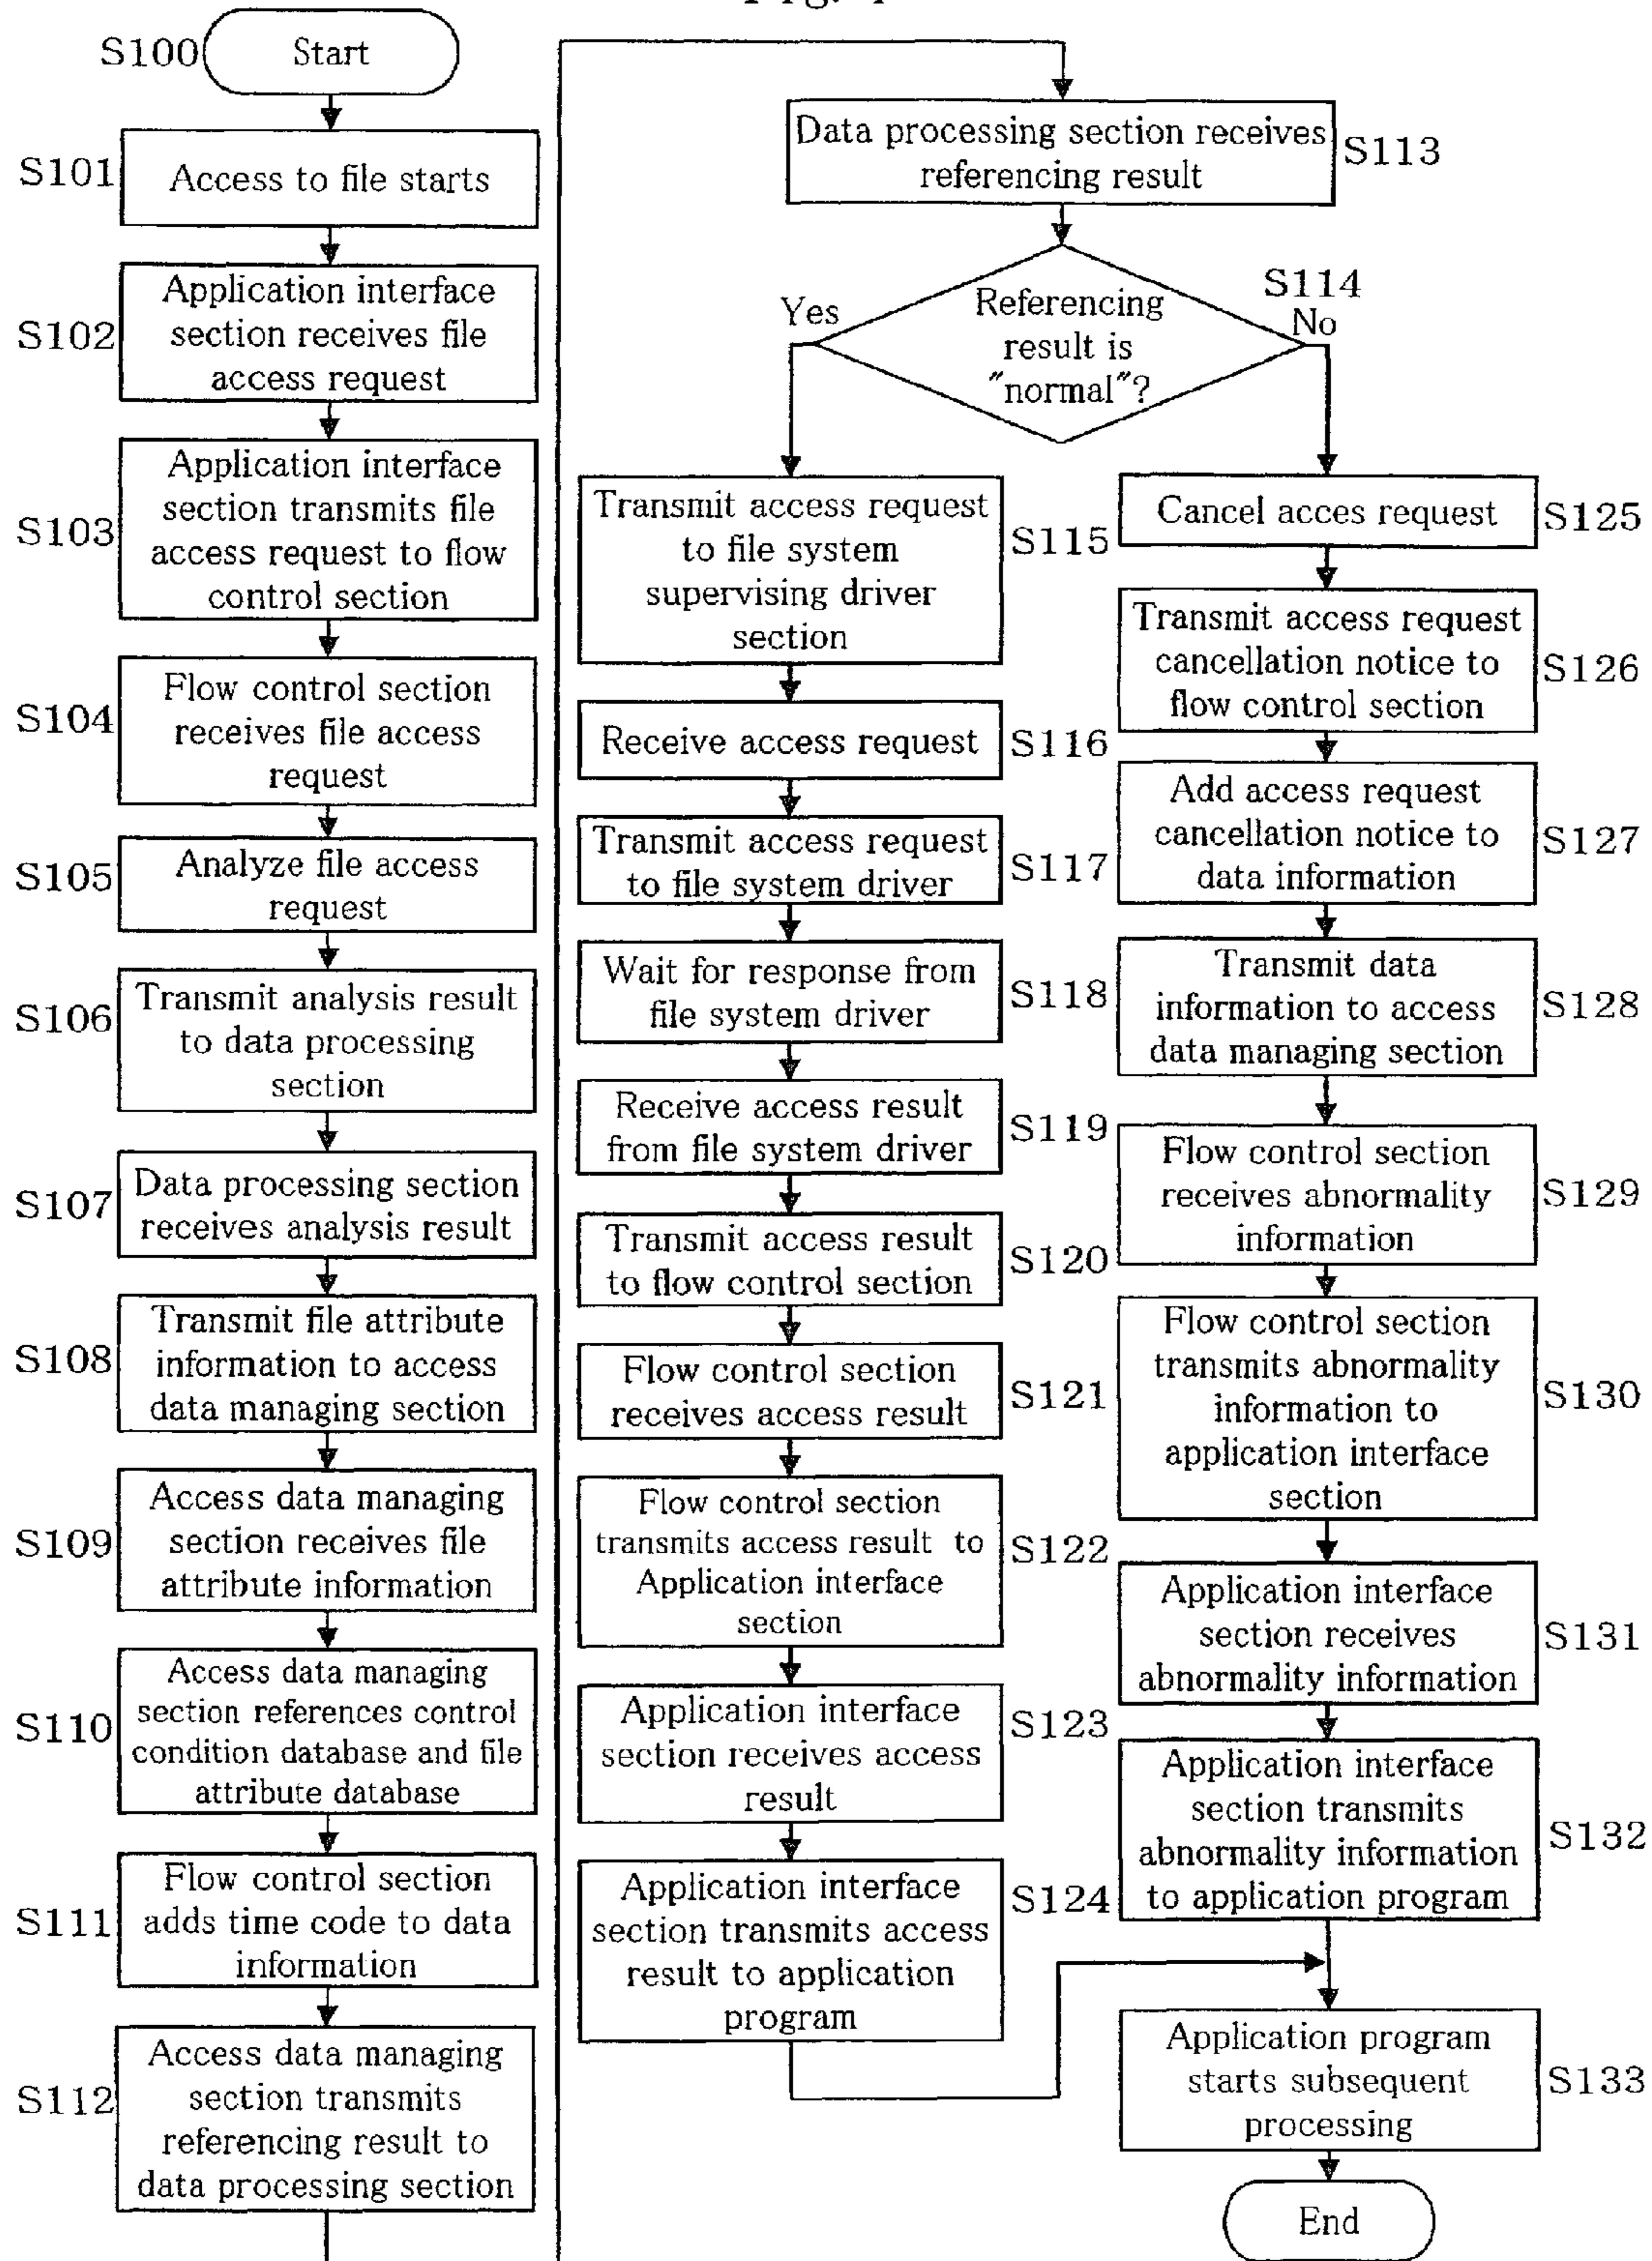 S100
Start
S101
Access to file starts
S102
Application interface
section receives file
access request
S103
Application interface
section transmits file
access request to flow
control section
S104
Flow control section
receives file access
request
S105
Analyze file access
request
S106
Transmit analysis result
to data processing
section
S107
Data processing section
receives analysis result
S108
Transmit file attribute
information to access
data managing section
S109
Access data managing
section receives file
attribute information
S110
Access data managing
section references control
condition database and file
attribute database
S111
Flow control section
adds time code to data
information
S112
Access data managing
section transmits
referencing result to
data processing section
Data processing section receives
referencing result
S113
S114
Yes
No
Referencing
result is
"normal"?
Transmit access request
to file system
supervising driver
section
S115
Receive access request
S116
Transmit access request
to file system driver
S117
Wait for response from
file system driver
S118
Receive access result
from file system driver
S119
Transmit access result
to flow control section
S120
Flow control section
receives access result
S121
Flow control section
transmits access result to
Application interface
section
S122
Application interface
section receives access
result
S123
Application interface
section transmits access
result to application
program
S124
Cancel acces request
S125
Transmit access request
cancellation notice to
flow control section
S126
Add access request
cancellation notice to
data information
S127
Transmit data
information to access
data managing section
S128
Flow control section
receives abnormality
information
S129
Flow control section
transmits abnormality
information to
application interface
section
S130
Application interface
section receives
abnormality information
S131
Application interface
section transmits
abnormality information
to application program
S132
Application program
starts subsequent
processing
S133
End